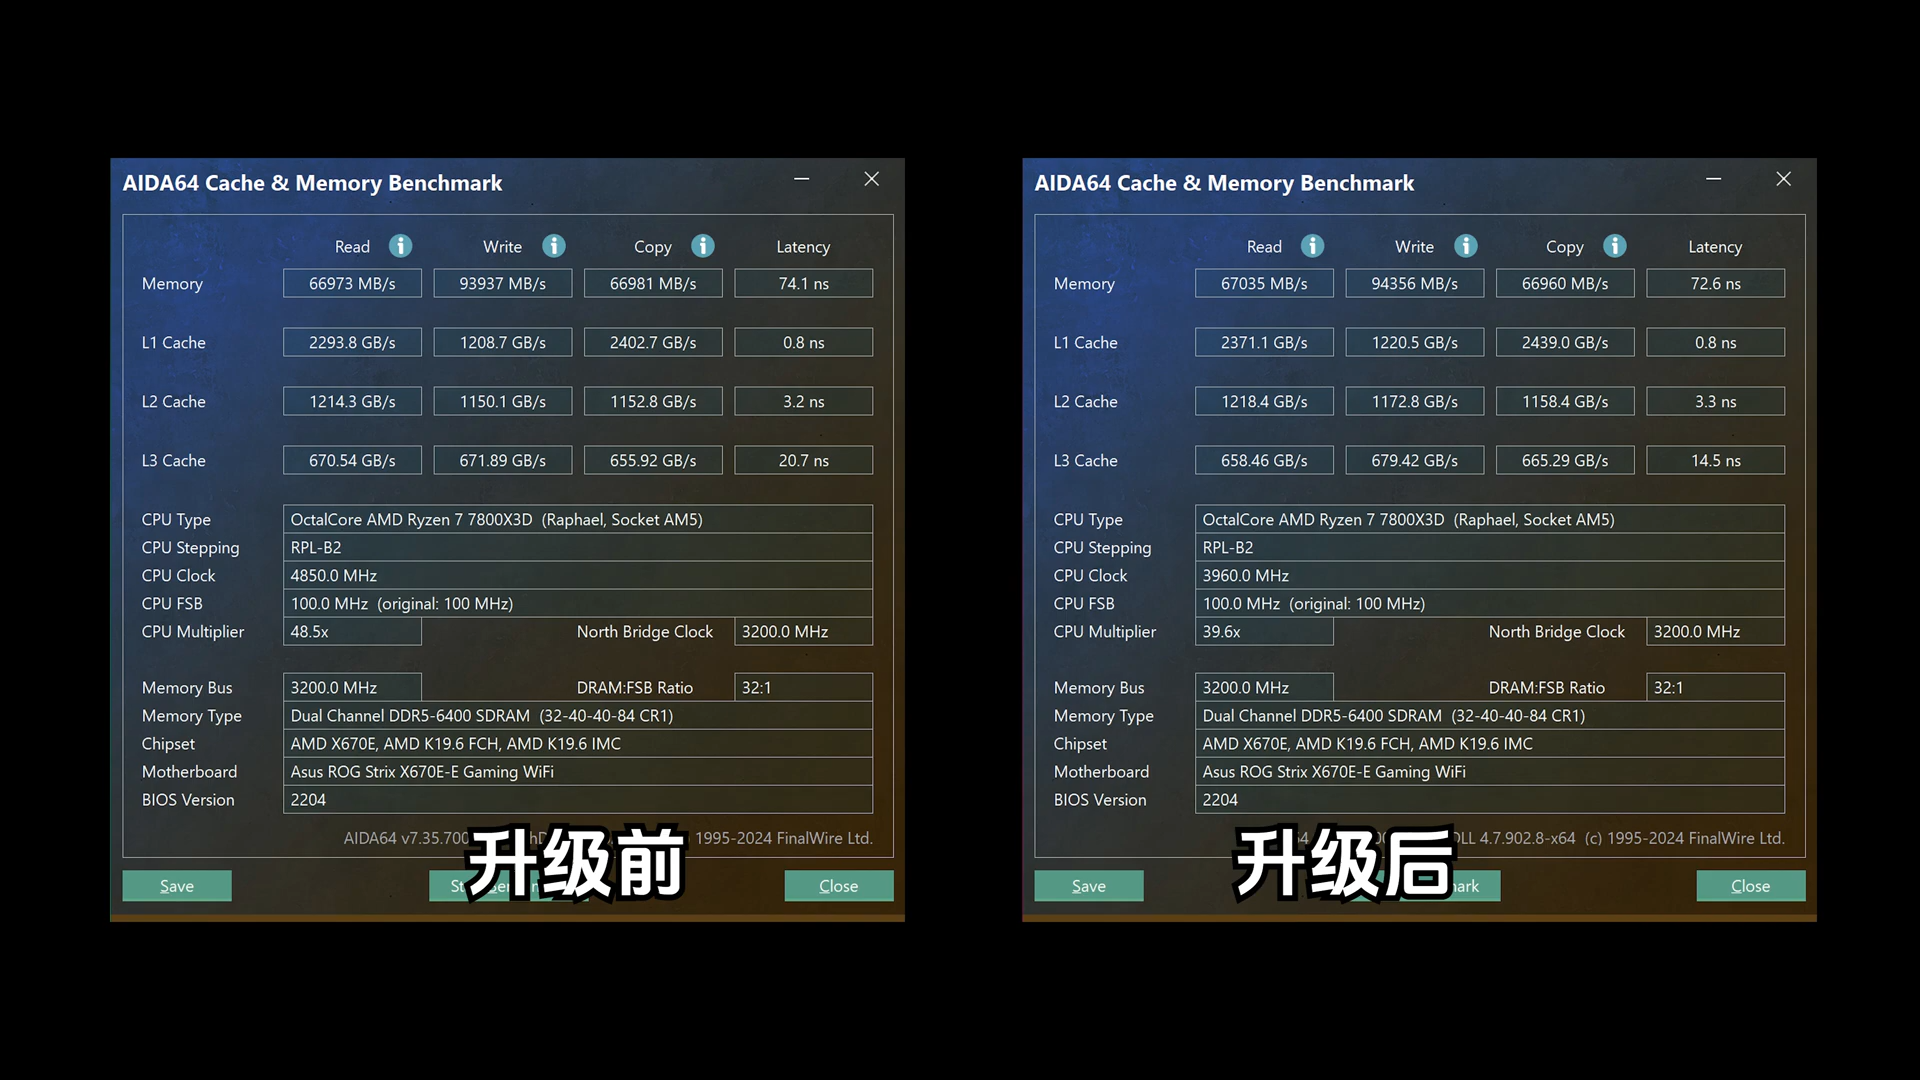 AIDA64 Cache & Memory Benchmark
Read Write Copy Latency
Memory 66973 MB/s 93937 MB/s 66981 MB/s 74.1 ns
L1 Cache 2293.8 GB/s 1208.7 GB/s 2402.7 GB/s 0.8 ns
L2 Cache 1214.3 GB/s 1150.1 GB/s 1152.8 GB/s 3.2 ns
L3 Cache 670.54 GB/s 671.89 GB/s 655.92 GB/s 20.7 ns
CPU Type OctalCore AMD Ryzen 7 7800X3D (Raphael, Socket AM5)
CPU Stepping RPL-B2
CPU Clock 4850.0 MHz
CPU FSB 100.0 MHz (original: 100 MHz)
CPU Multiplier 48.5x North Bridge Clock 3200.0 MHz
Memory Bus 3200.0 MHz DRAM:FSB Ratio 32:1
Memory Type Dual Channel DDR5-6400 SDRAM (32-40-40-84 CR1)
Chipset AMD X670E, AMD K19.6 FCH, AMD K19.6 IMC
Motherboard Asus ROG Strix X670E-E Gaming WiFi
BIOS Version 2204
AIDA64 1995-2024 FinalWire Ltd.
升级前
Save Close
AIDA64 Cache & Memory Benchmark
Read Write Copy Latency
Memory 67035 MB/s 94356 MB/s 66960 MB/s 72.6 ns
L1 Cache 2371.1 GB/s 1220.5 GB/s 2439.0 GB/s 0.8 ns
L2 Cache 1218.4 GB/s 1172.8 GB/s 1158.4 GB/s 3.3 ns
L3 Cache 658.46 GB/s 679.42 GB/s 665.29 GB/s 14.5 ns
CPU Type OctalCore AMD Ryzen 7 7800X3D (Raphael, Socket AM5)
CPU Stepping RPL-B2
CPU Clock 3960.0 MHz
CPU FSB 100.0 MHz (original: 100 MHz)
CPU Multiplier 39.6x North Bridge Clock 3200.0 MHz
Memory Bus 3200.0 MHz DRAM:FSB Ratio 32:1
Memory Type Dual Channel DDR5-6400 SDRAM (32-40-40-84 CR1)
Chipset AMD X670E, AMD K19.6 FCH, AMD K19.6 IMC
Motherboard Asus ROG Strix X670E-E Gaming WiFi
BIOS Version 2204
4.7.902.8-x64 (c) 1995-2024 FinalWire Ltd.
升级后
Save Close